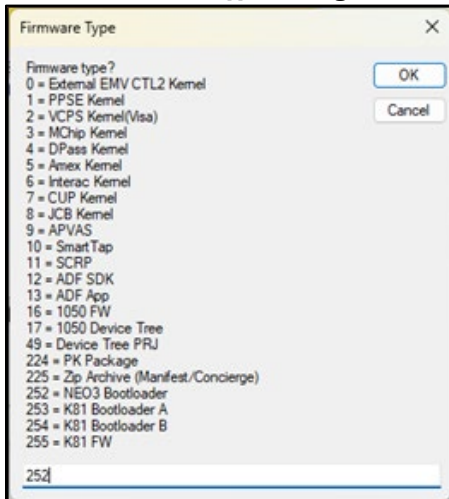 Firmware Type
Firmware type?
0 = External EMV CTL2 Kernel
1 = PPSE Kernel
2 = VCPS Kernel(Visa)
3 = MChip Kernel
4 = DPass Kernel
5 = Amex Kernel
6 = Interac Kernel
7 = CUP Kernel
8 = JCB Kernel
9 = APVAS
10 = SmartTap
11 = SCRP
12 = ADF SDK
13 = ADF App
16 = 1050 FW
17 = 1050 Device Tree
49 = Device Tree PRJ
224 = PK Package
225 = Zip Archive (Manifest/Concierge)
252 = NEO3 Bootloader
253 = K81 Bootloader A
254 = K81 Bootloader B
255 = K81 FW
OK
Cancel
252